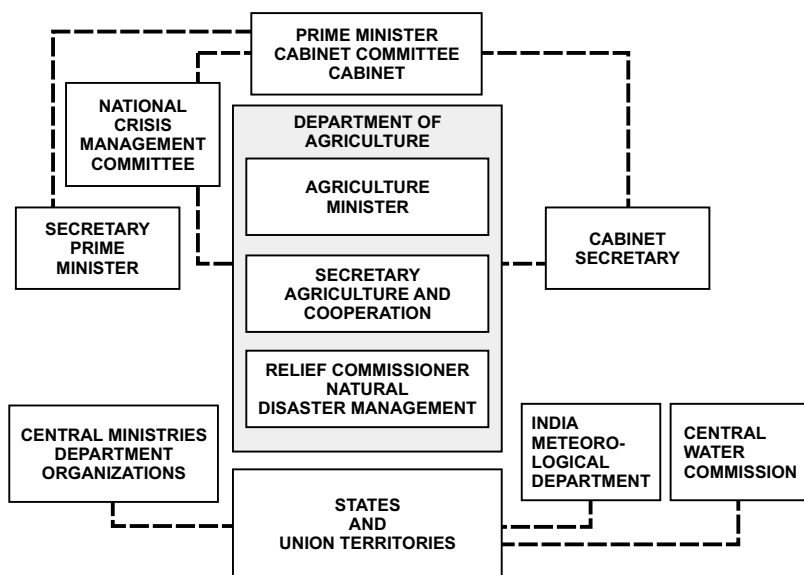 PRIME MINISTER
CABINET COMMITTEE
CABINET
NATIONAL
CRISIS
MANAGEMENT
COMMITTEE
DEPARTMENT OF
AGRICULTURE
AGRICULTURE
MINISTER
SECRETARY
PRIME
MINISTER
CABINET
SECRETARY
SECRETARY
AGRICULTURE AND
COOPERATION
RELIEF COMMISSIONER
NATURAL
DISASTER MANAGEMENT
CENTRAL MINISTRIES
DEPARTMENT
ORGANIZATIONS
INDIA
METEORO-
LOGICAL
DEPARTMENT
CENTRAL
WATER
COMMISSION
STATES
AND
UNION TERRITORIES